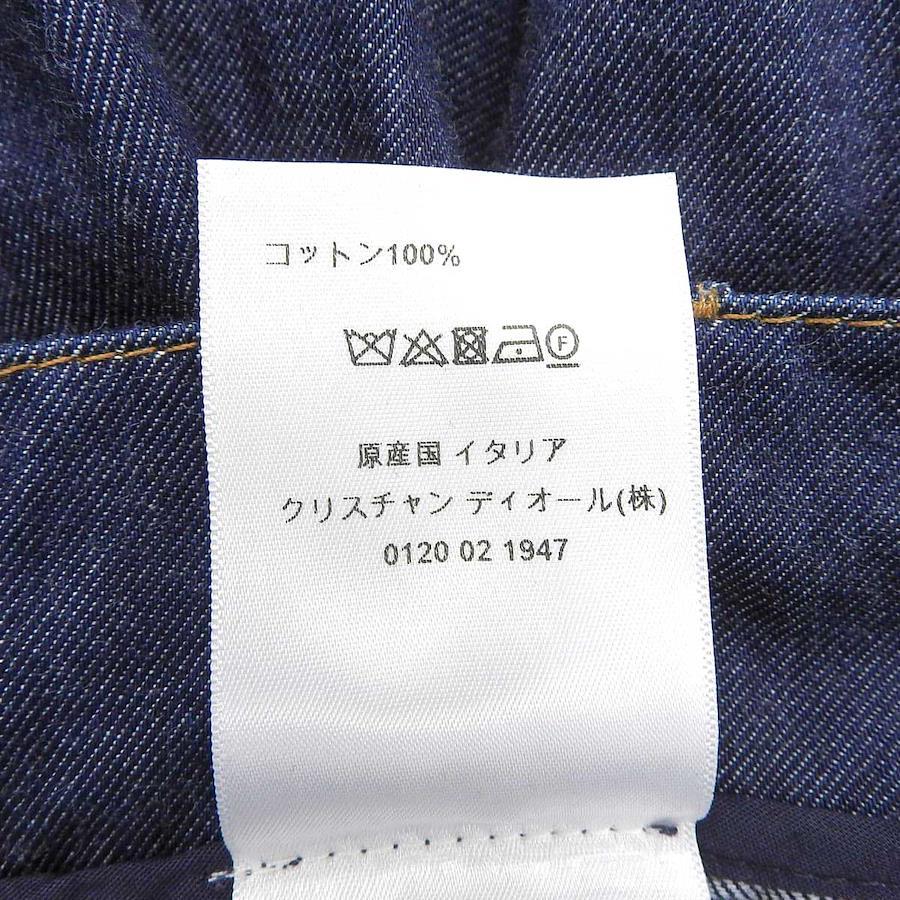 コットン100%
F
原産国 イタリア
クリスチャン ディオール(株)
0120 02 1947